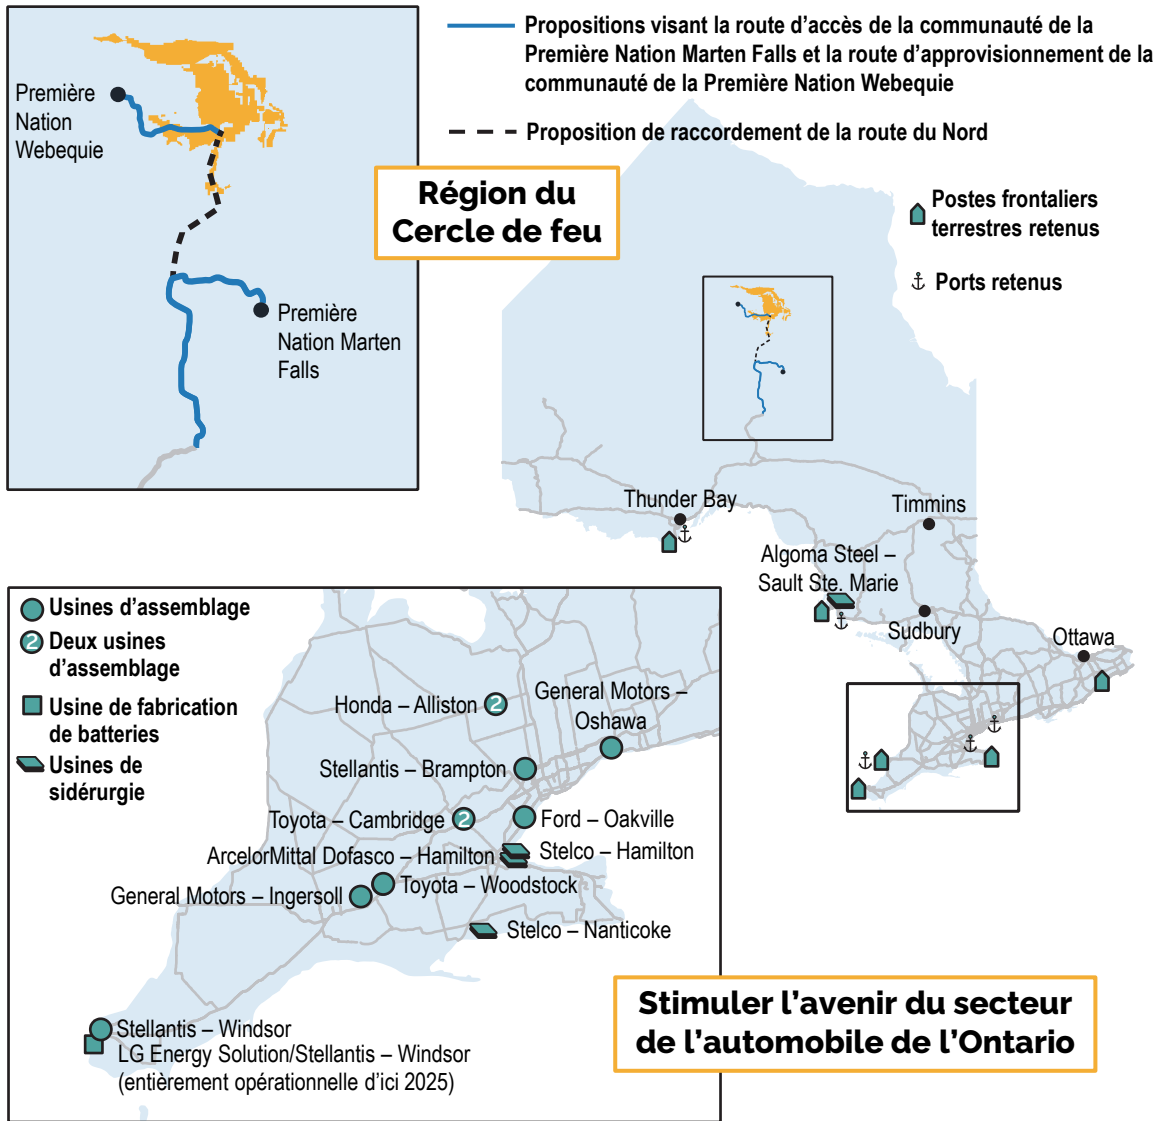 Propositions visant la route d’accès de la communauté de la
Première Nation Marten Falls et la route d’approvisionnement de la
communauté de la Première Nation Webequie
Proposition de raccordement de la route du Nord
Première
Nation
Webequie
Région du
Cercle de feu
Première
Nation Marten
Falls
Postes frontaliers
terrestres retenus
Ports retenus
Thunder Bay
Timmins
Algoma Steel –
Sault Ste. Marie
Sudbury
Ottawa
Usines d’assemblage
2 Deux usines
d’assemblage
Usine de fabrication
de batteries
Usines de
sidérurgie
Honda – Alliston 2
General Motors –
Oshawa
Stellantis – Brampton
Toyota – Cambridge 2
Ford – Oakville
ArcelorMittal Dofasco – Hamilton
Stelco – Hamilton
General Motors – Ingersoll
Toyota – Woodstock
Stelco – Nanticoke
Stellantis – Windsor
LG Energy Solution/Stellantis – Windsor
(entièrement opérationnelle d’ici 2025)
Stimuler l’avenir du secteur
de l’automobile de l’Ontario